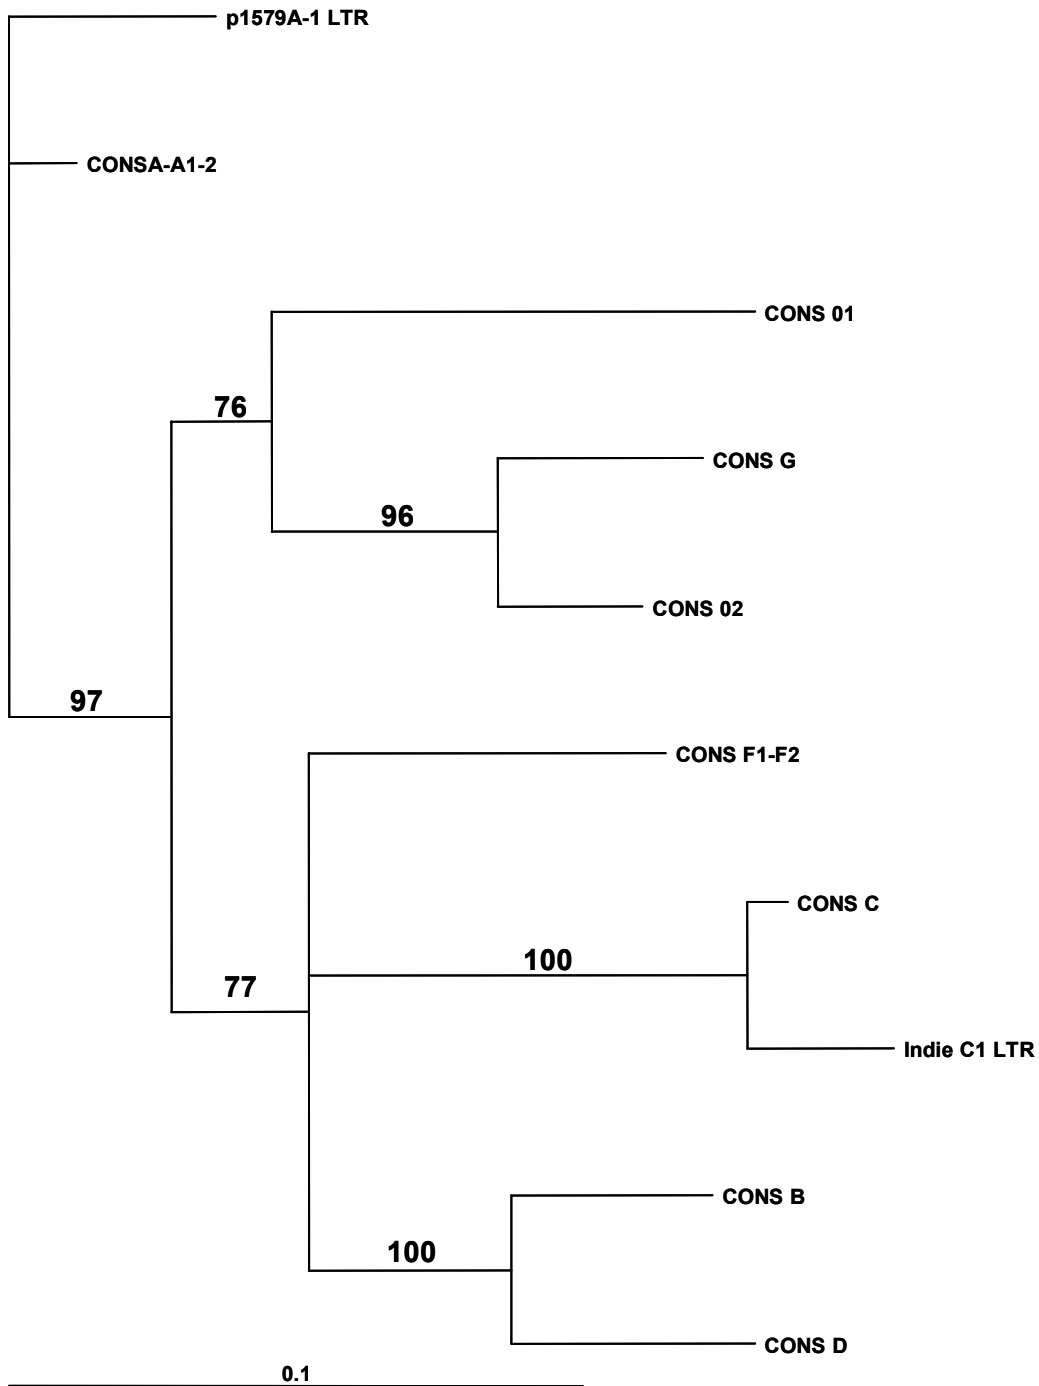 p1579A-1 LTR
CONSA-A1-2
CONS 01
76
CONS G
96
CONS 02
97
CONS F1-F2
CONS C
100
77
Indie C1 LTR
CONS B
100
CONS D
0.1